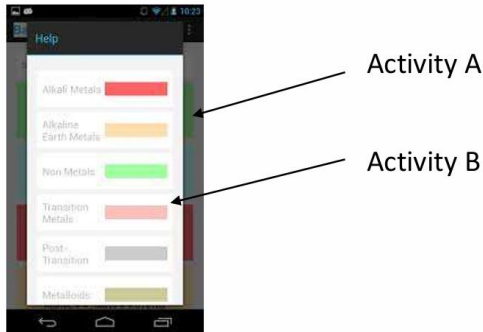 10:23
Help
Alkali Metals
Alkaline
Earth Metals
Non Metals
Transition
Metals
Post-
Transition
Metalloids
Activity A
Activity B